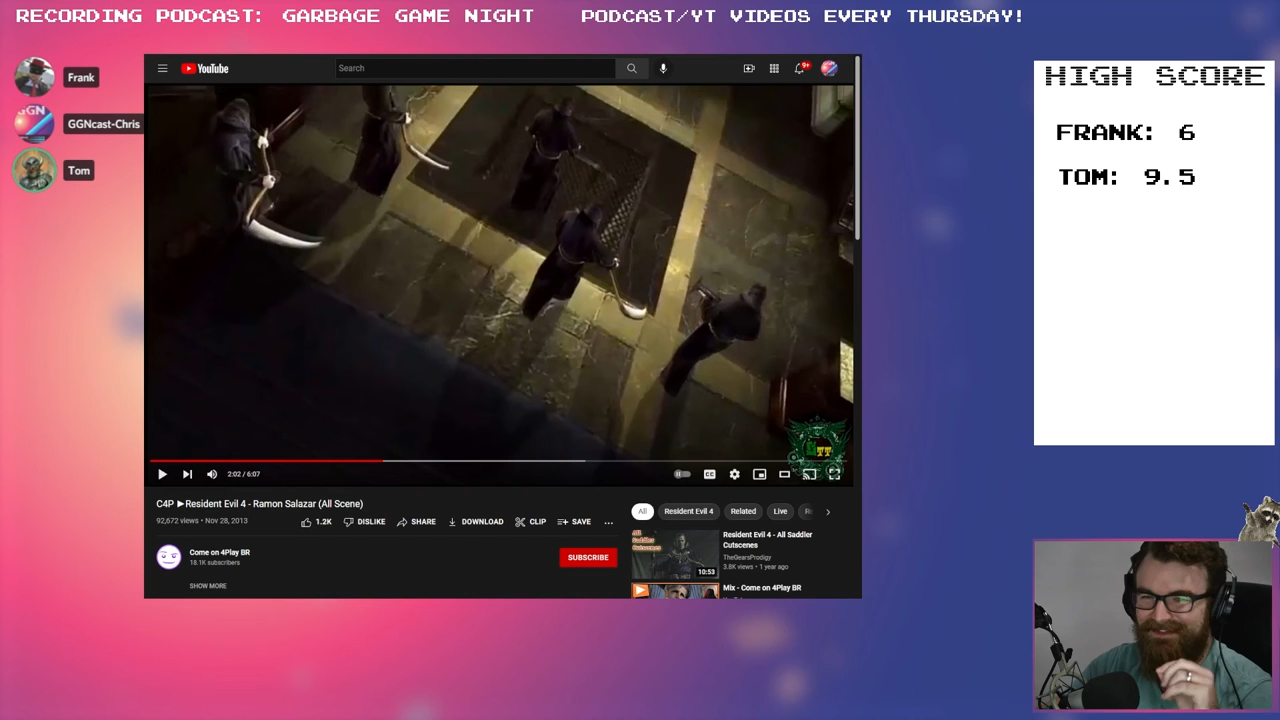 RECORDING PODCAST: GARBAGE GAME NIGHT
PODCAST/YT VIDEOS EVERY THURSDAY!
Frank
GGNcast-Chris
Tom
YouTube
Search
9+
2:02 / 6:07
C4P ►Resident Evil 4 - Ramon Salazar (All Scene)
92,672 views • Nov 28, 2013
1.2K
DISLIKE
SHARE
DOWNLOAD
CLIP
SAVE
...
Come on 4Play BR
18.1K subscribers
SUBSCRIBE
SHOW MORE
All
Resident Evil 4
Related
Live
All Saddler Cutscenes
10:53
Resident Evil 4 - All Saddler
Cutscenes
TheGearsProdigy
3.8K views • 1 year ago
Mix - Come on 4Play BR
HIGH SCORE
FRANK: 6
TOM: 9.5